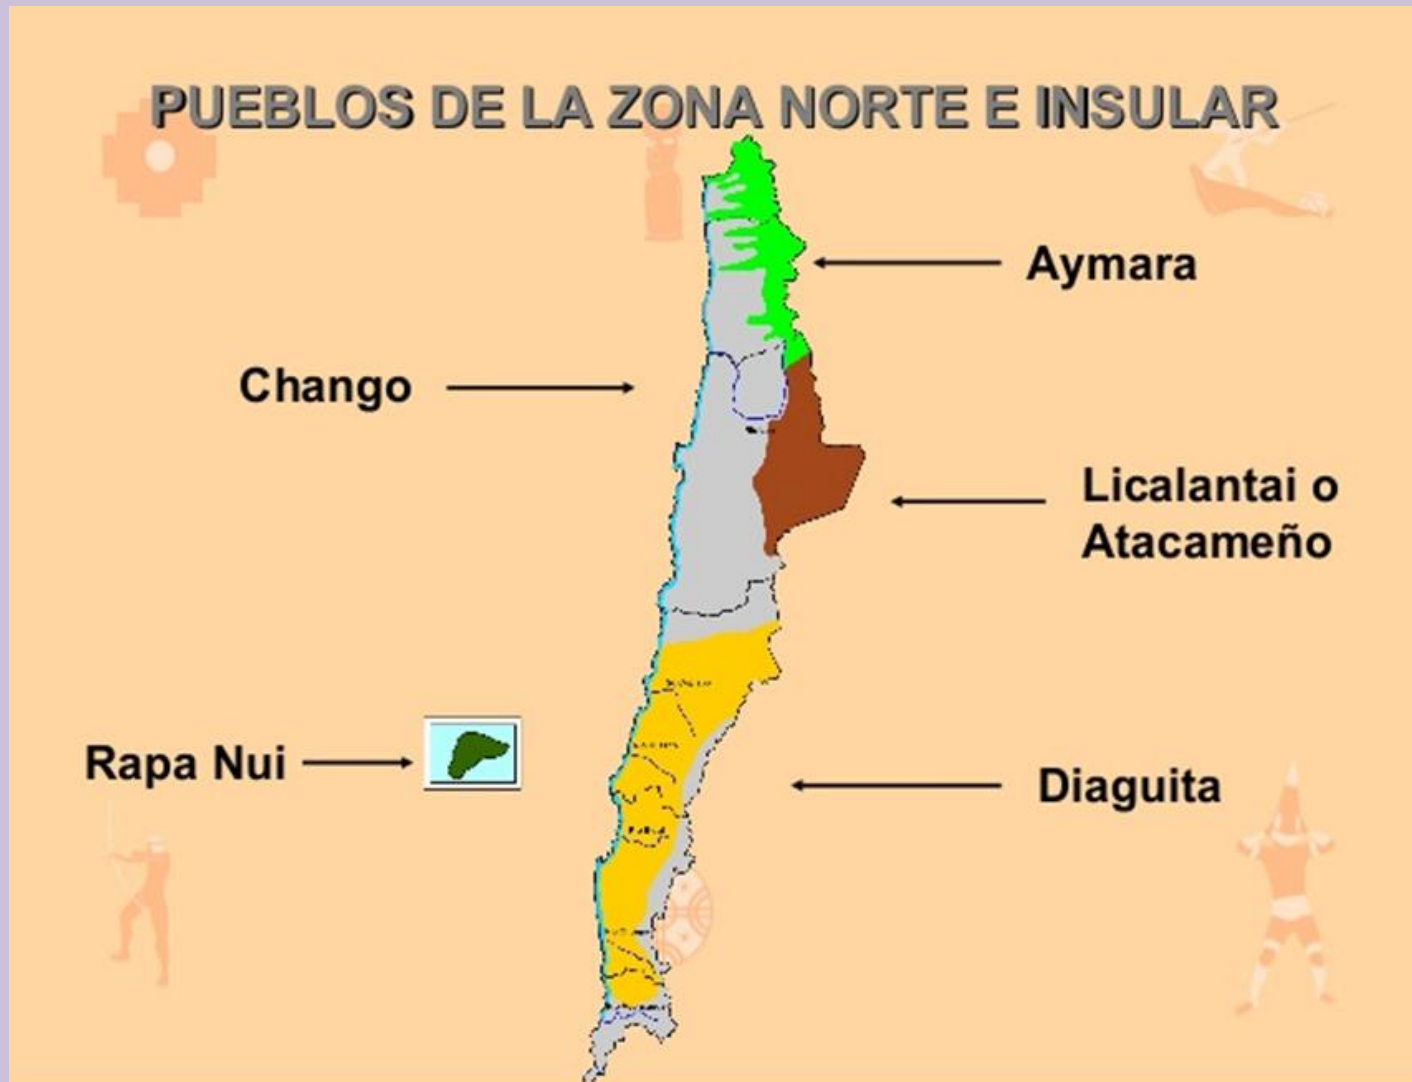 PUEBLOS DE LA ZONA NORTE E INSULAR
Aymara
Chango
Licalantai o
Atacameño
Rapa Nui
Diaguita